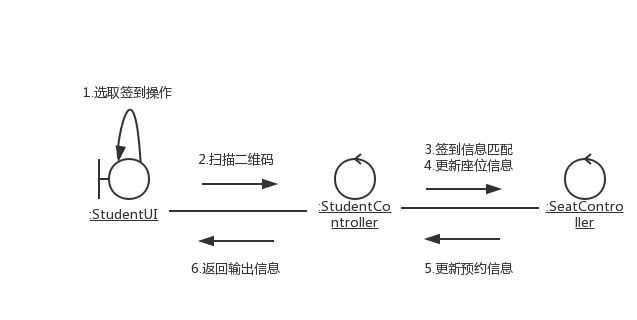 1.选取签到操作
2.扫描二维码
3.签到信息匹配
4.更新座位信息
:StudentUI
:StudentCo
ntroller
:SeatContro
ller
6.返回输出信息
5.更新预约信息